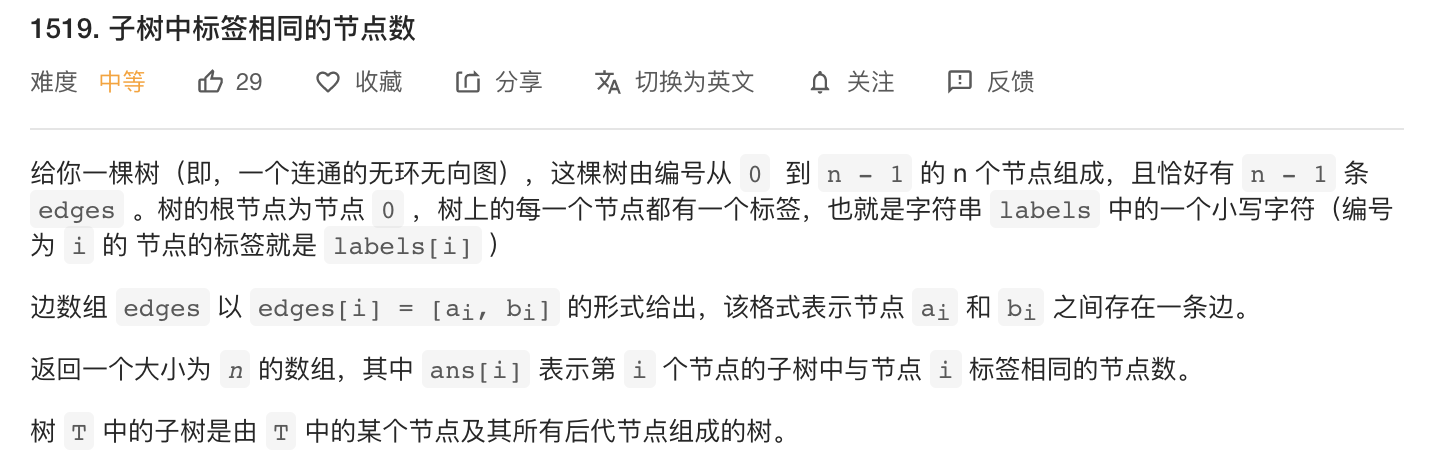 1519. 子树中标签相同的节点数
难度 中等 29 收藏 分享 切换为英文 关注 反馈
给你一棵树（即，一个连通的无环无向图），这棵树由编号从 0 到 n - 1 的 n 个节点组成，且恰好有 n - 1 条
edges 。树的根节点为节点 0 ，树上的每一个节点都有一个标签，也就是字符串 labels 中的一个小写字符（编号
为 i 的 节点的标签就是 labels[i] ）
边数组 edges 以 edges[i] = [ai, bi] 的形式给出，该格式表示节点 ai 和 bi 之间存在一条边。
返回一个大小为 n 的数组，其中 ans[i] 表示第 i 个节点的子树中与节点 i 标签相同的节点数。
树 T 中的子树是由 T 中的某个节点及其所有后代节点组成的树。